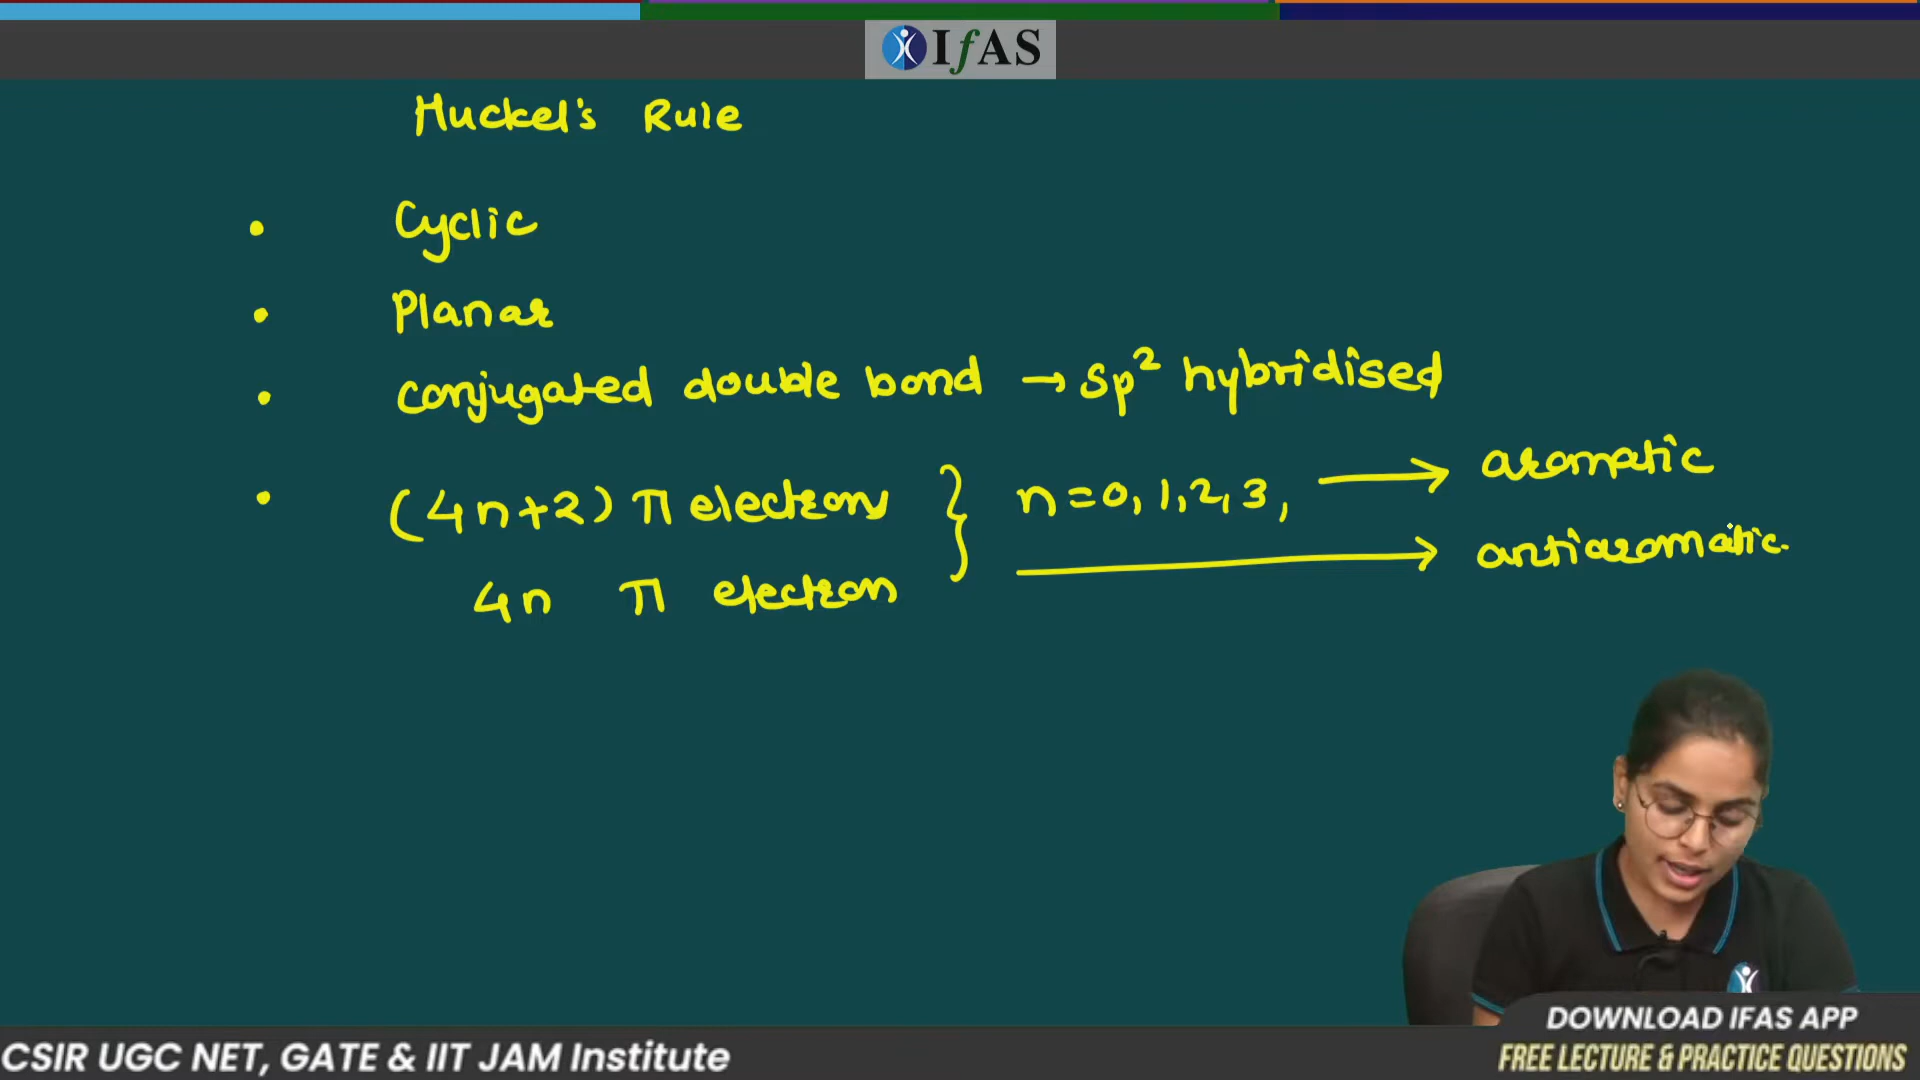 IfAS
Huckel's Rule
• Cyclic
• Planar
• conjugated double bond → sp² hybridised
• (4n+2) π electrons } n=0, 1, 2, 3, → aromatic
4n π electron → antiaromatic.
DOWNLOAD IFAS APP
CSIR UGC NET, GATE & IIT JAM Institute
FREE LECTURE & PRACTICE QUESTIONS